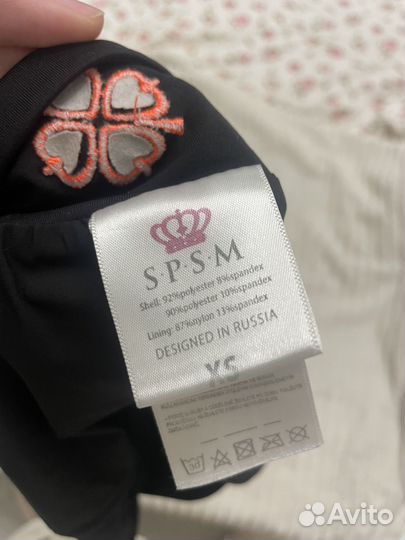 S·P·S·M
Shell: 92%polyester 8%spandex
90%polyester 10%spandex
Lining: 87%nylon 13%spandex
DESIGNED IN RUSSIA
XS
Avito